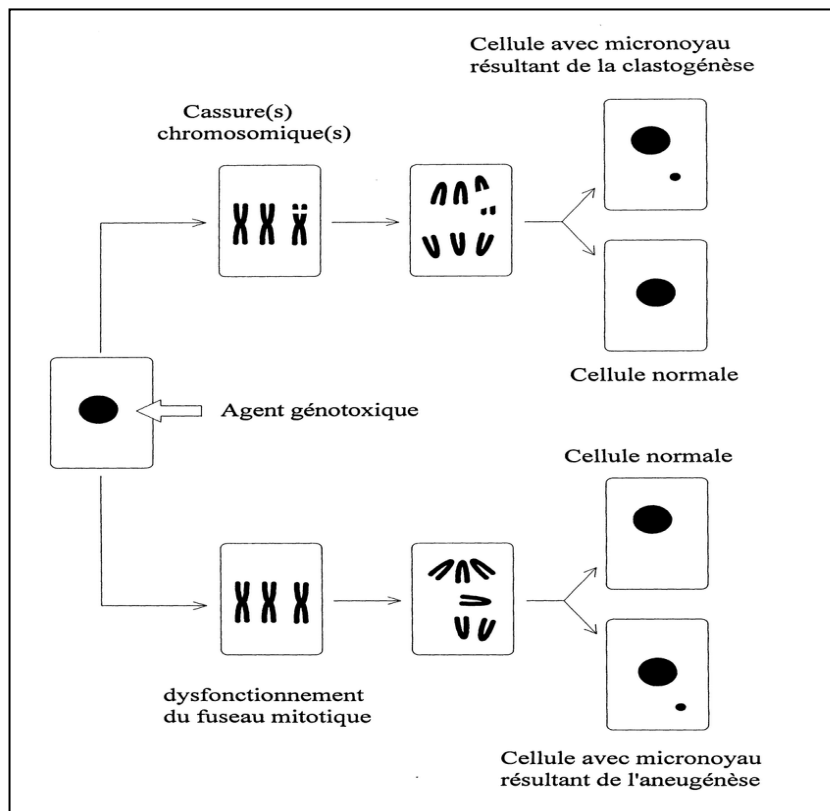 Cellule avec micronoyau
résultant de la clastogénèse
Cassure(s)
chromosomique(s)
Cellule normale
Agent génotoxique
Cellule normale
dysfonctionnement
du fuseau mitotique
Cellule avec micronoyau
résultant de l'aneugénèse